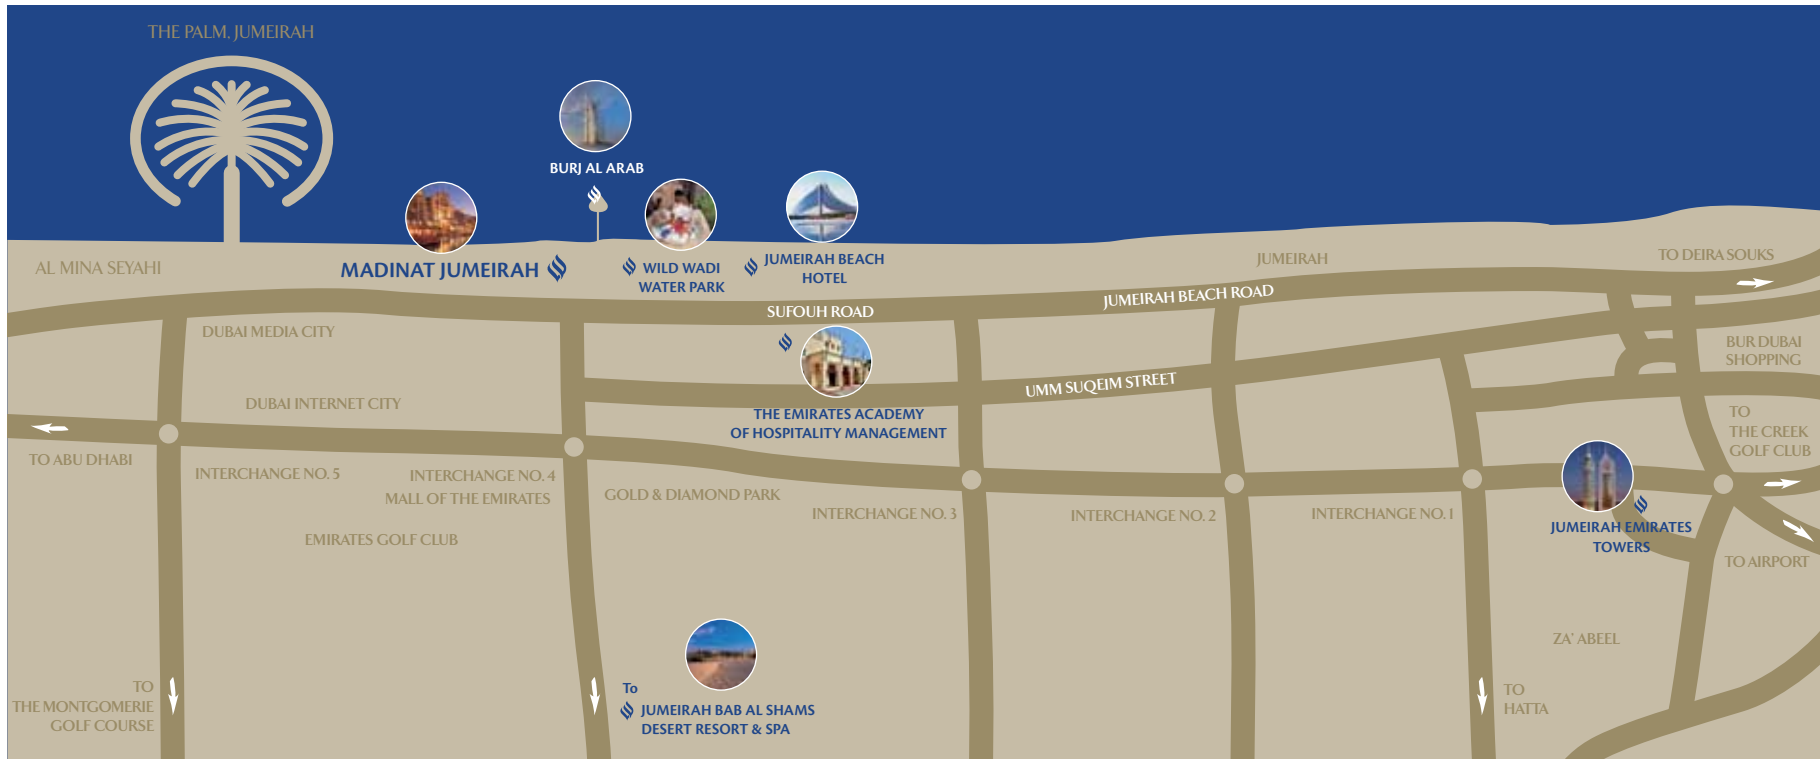 THE PALM, JUMEIRAH
BURJ AL ARAB
AL MINA SEYAHI
MADINAT JUMEIRAH
WILD WADI
WATER PARK
JUMEIRAH BEACH
HOTEL
JUMEIRAH
TO DEIRA SOUKS
SUFOUH ROAD
JUMEIRAH BEACH ROAD
DUBAI MEDIA CITY
BUR DUBAI
SHOPPING
UMM SUQEIM STREET
DUBAI INTERNET CITY
THE EMIRATES ACADEMY
OF HOSPITALITY MANAGEMENT
TO
THE CREEK
GOLF CLUB
TO ABU DHABI
INTERCHANGE NO. 5
INTERCHANGE NO. 4
MALL OF THE EMIRATES
GOLD & DIAMOND PARK
INTERCHANGE NO. 3
INTERCHANGE NO. 2
INTERCHANGE NO. 1
JUMEIRAH EMIRATES
TOWERS
EMIRATES GOLF CLUB
TO AIRPORT
ZA' ABEEL
TO
THE MONTGOMERIE
GOLF COURSE
To
JUMEIRAH BAB AL SHAMS
DESERT RESORT & SPA
TO
HATTA